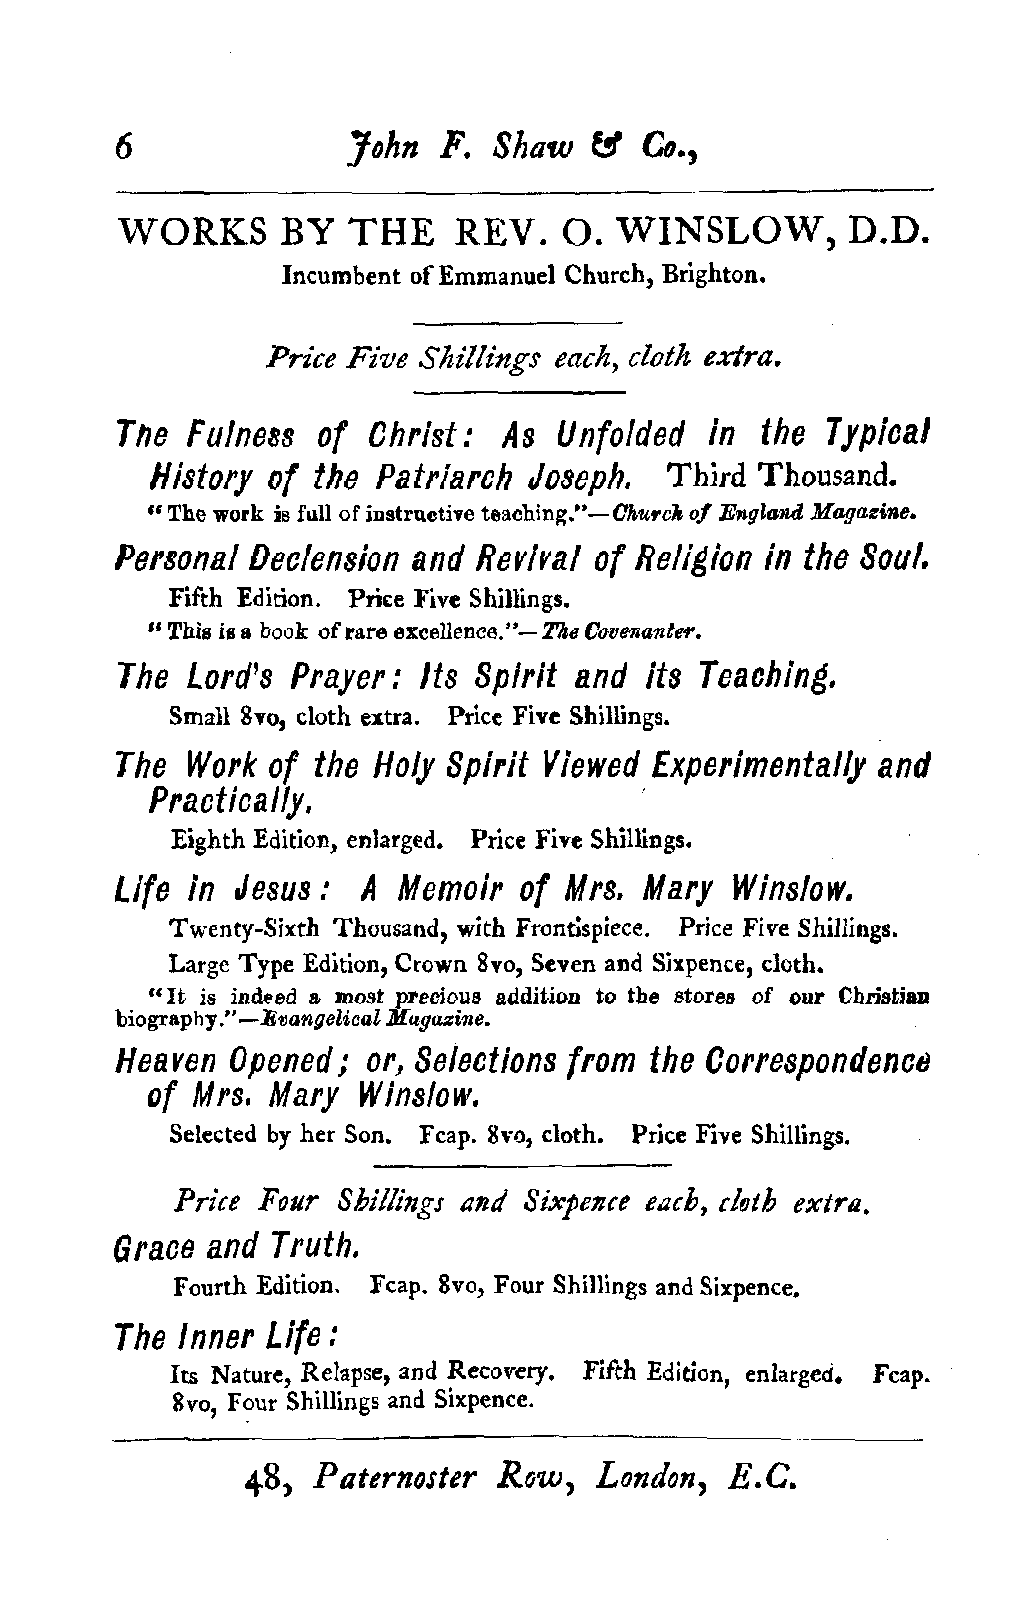 6 John F. Shaw & Co.,
WORKS BY THE REV. O. WINSLOW, D.D.
Incumbent of Emmanuel Church, Brighton.
Price Five Shillings each, cloth extra.
The Fulness of Christ: As Unfolded in the Typical
History of the Patriarch Joseph. Third Thousand.
"The work is full of instructive teaching."—Church of England Magazine.
Personal Declension and Revival of Religion in the Soul.
Fifth Edition. Price Five Shillings.
"This is a book of rare excellence."—The Covenanter.
The Lord's Prayer: Its Spirit and its Teaching.
Small 8vo, cloth extra. Price Five Shillings.
The Work of the Holy Spirit Viewed Experimentally and
Practically.
Eighth Edition, enlarged. Price Five Shillings.
Life in Jesus: A Memoir of Mrs. Mary Winslow.
Twenty-Sixth Thousand, with Frontispiece. Price Five Shillings.
Large Type Edition, Crown 8vo, Seven and Sixpence, cloth.
"It is indeed a most precious addition to the stores of our Christian
biography."—Evangelical Magazine.
Heaven Opened; or, Selections from the Correspondence
of Mrs. Mary Winslow.
Selected by her Son. Fcap. 8vo, cloth. Price Five Shillings.
Price Four Shillings and Sixpence each, cloth extra.
Grace and Truth.
Fourth Edition. Fcap. 8vo, Four Shillings and Sixpence.
The Inner Life:
Its Nature, Relapse, and Recovery. Fifth Edition, enlarged. Fcap.
8vo, Four Shillings and Sixpence.
48, Paternoster Row, London, E.C.